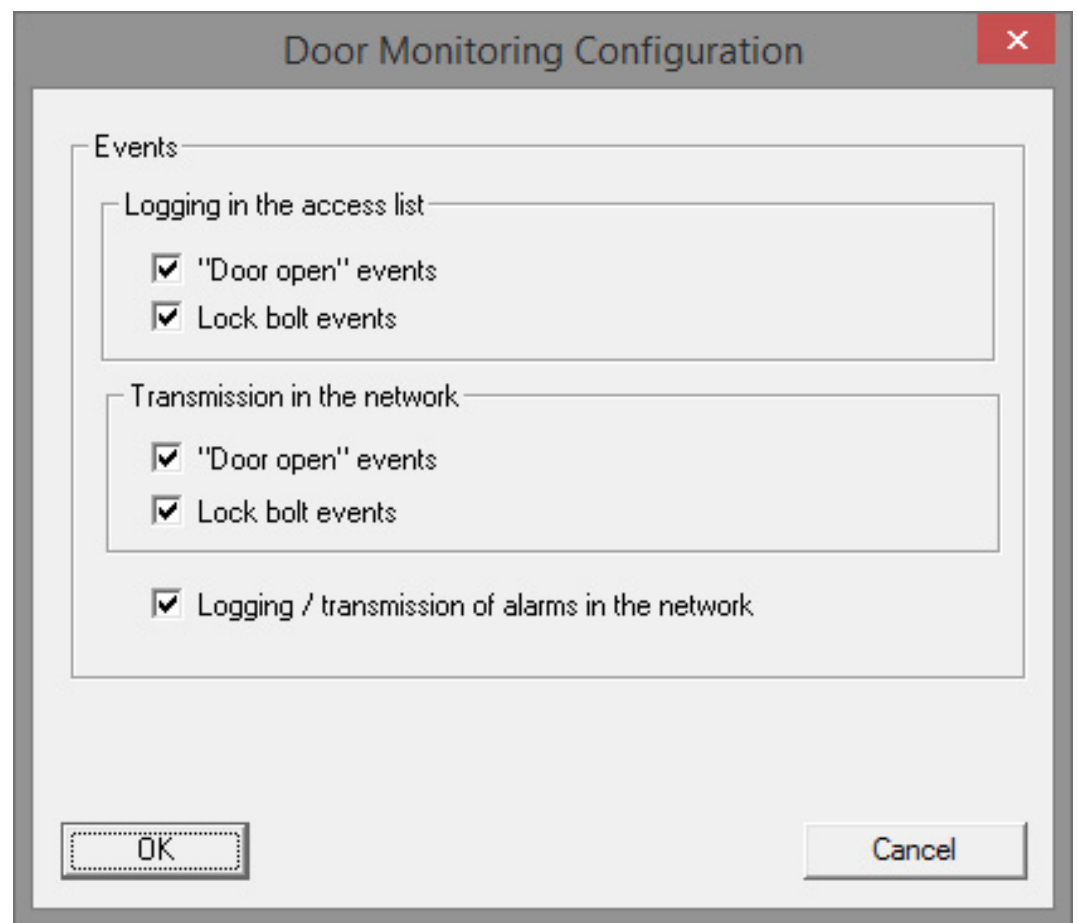 Door Monitoring Configuration
Events
Logging in the access list
"Door open" events
Lock bolt events
Transmission in the network
"Door open" events
Lock bolt events
Logging / transmission of alarms in the network
OK
Cancel